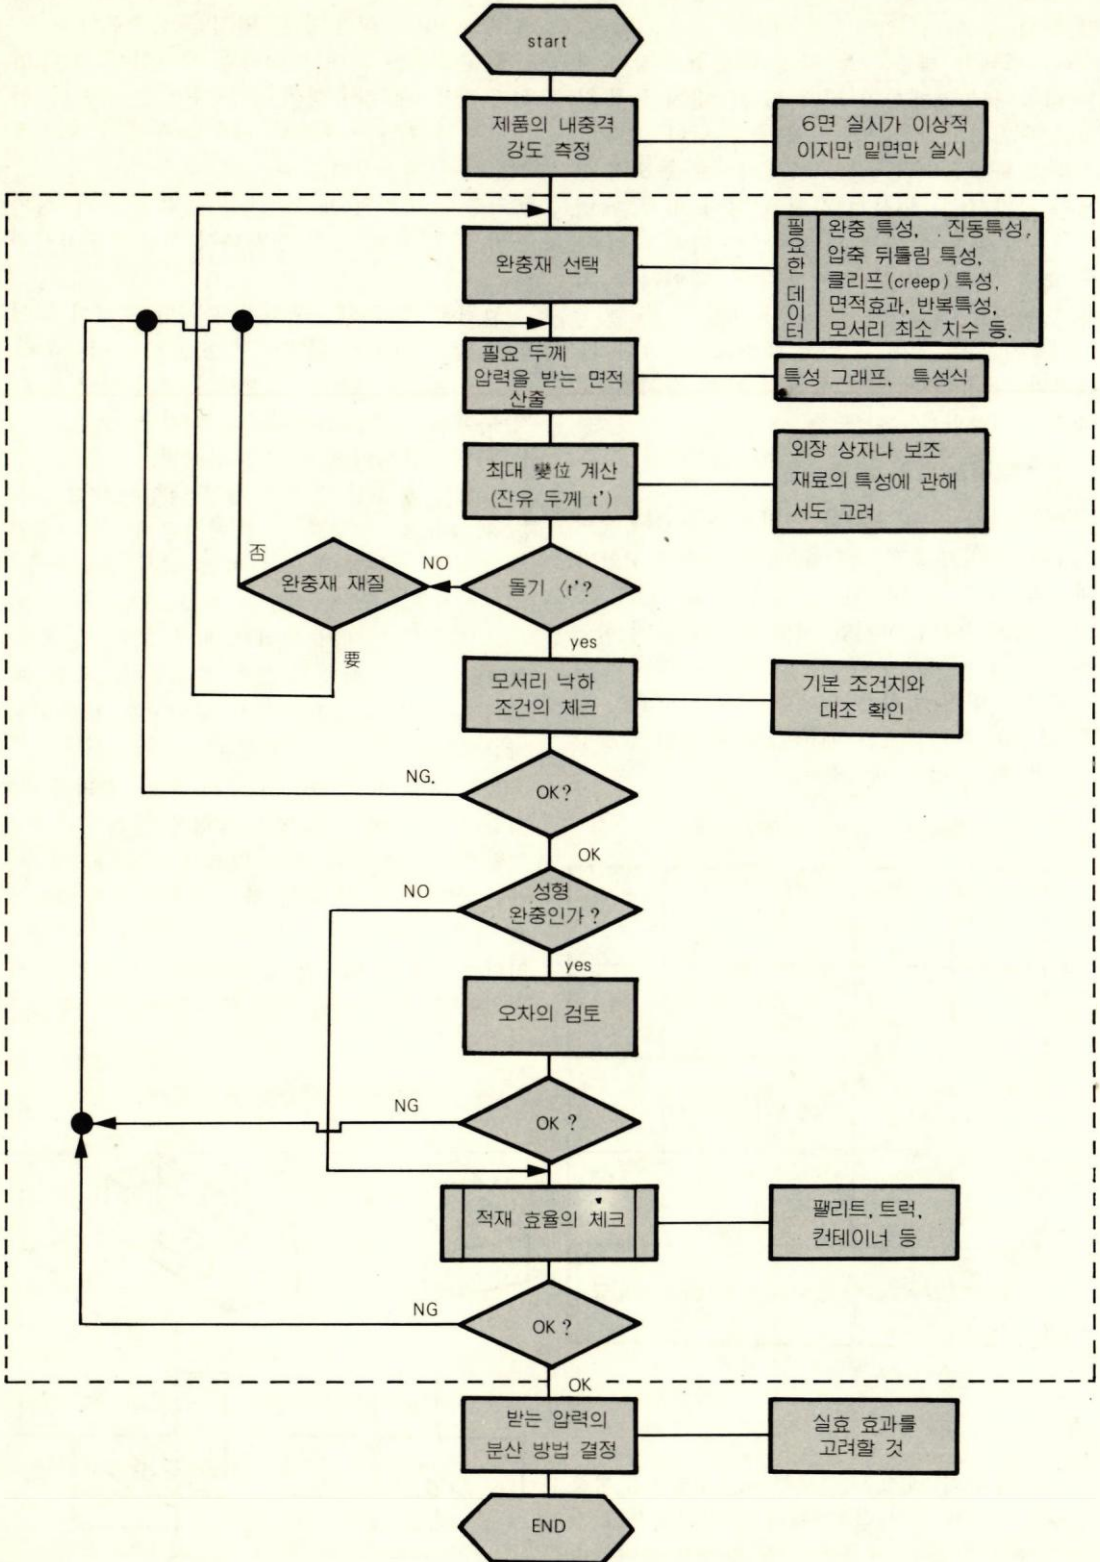 start
제품의 내충격
강도 측정
6면 실시가 이상적
이지만 밑면만 실시
완충재 선택
필요한 데이터
완충 특성, 진동특성,
압축 뒤틀림 특성,
클리프(creep) 특성,
면적효과, 반복특성,
모서리 최소 치수 등.
필요 두께
압력을 받는 면적
산출
특성 그래프, 특성식
최대 變位 계산
(잔유 두께 t')
외장 상자나 보조
재료의 특성에 관해
서도 고려
否
완충재 재질
NO
돌기 〈t'?
要
yes
모서리 낙하
조건의 체크
기본 조건치와
대조 확인
NG.
OK?
OK
NO
성형
완충인가?
yes
오차의 검토
NG
OK ?
적재 효율의 체크
팰리트, 트럭,
컨테이너 등
NG
OK ?
OK
받는 압력의
분산 방법 결정
실효 효과를
고려할 것
END